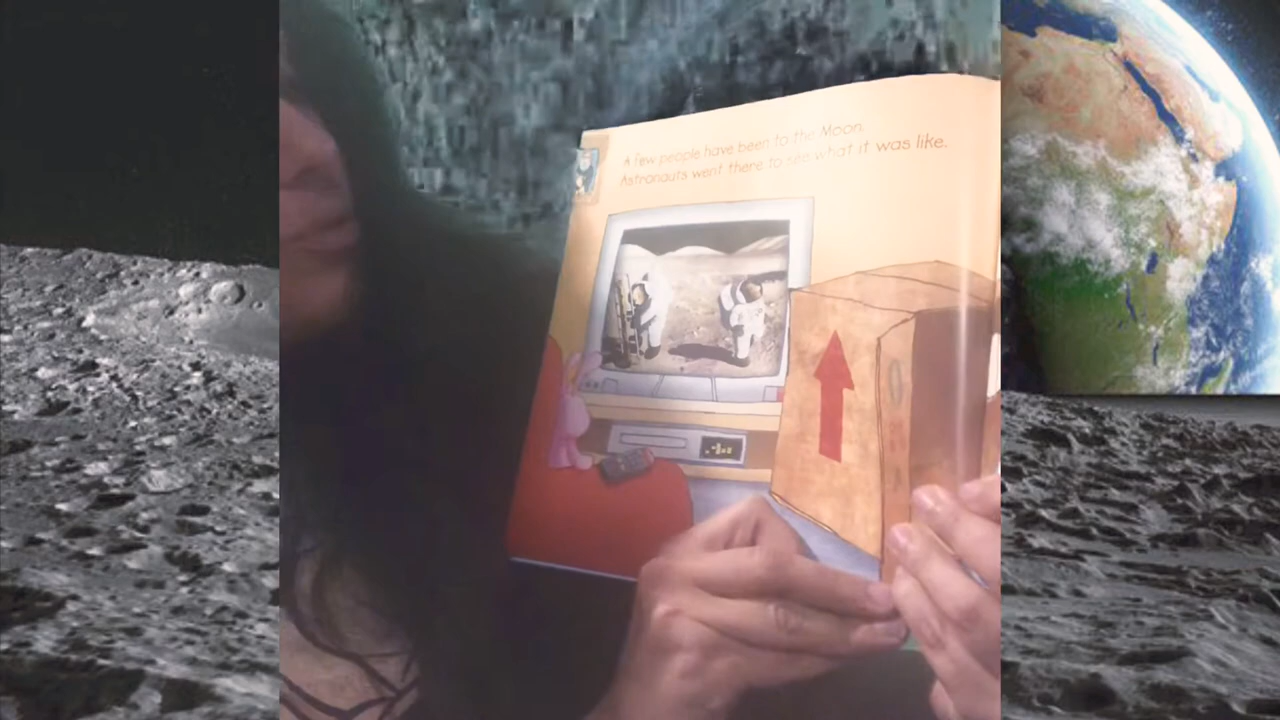 A few people have been to the Moon.
Astronauts went there to see what it was like.